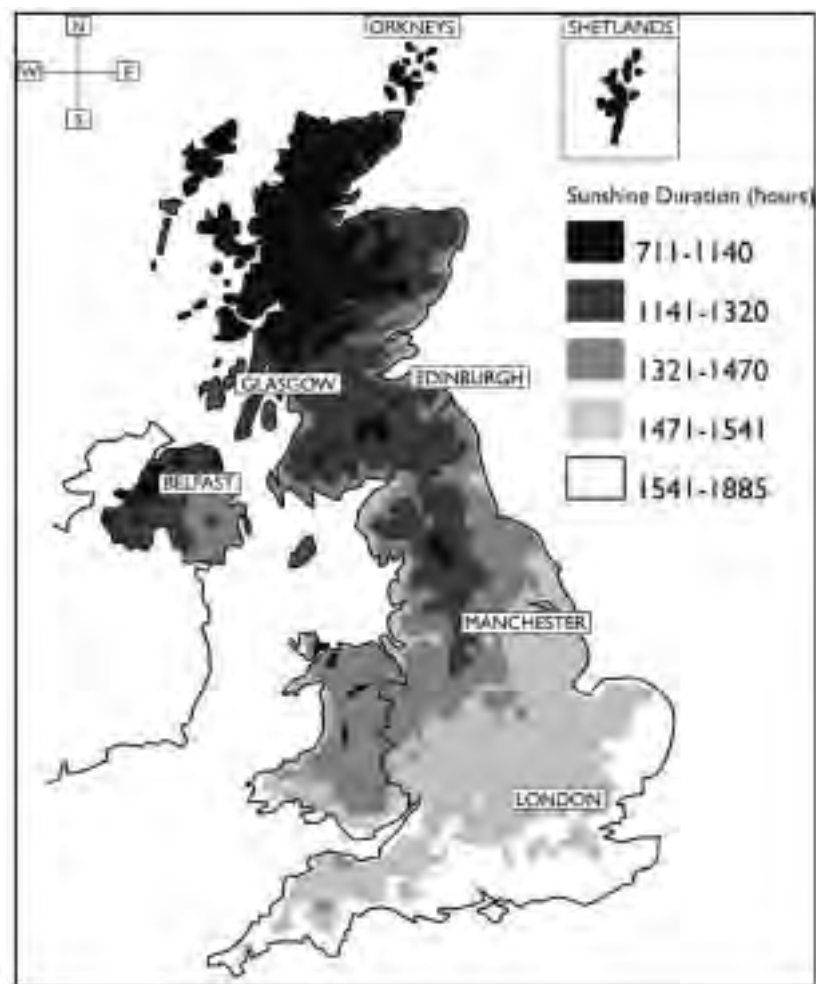 N
ORKNEYS
SHETLANDS
W
E
S
Sunshine Duration (hours)
711-1140
1141-1320
1321-1470
1471-1541
1541-1885
GLASGOW
EDINBURGH
BELFAST
MANCHESTER
LONDON